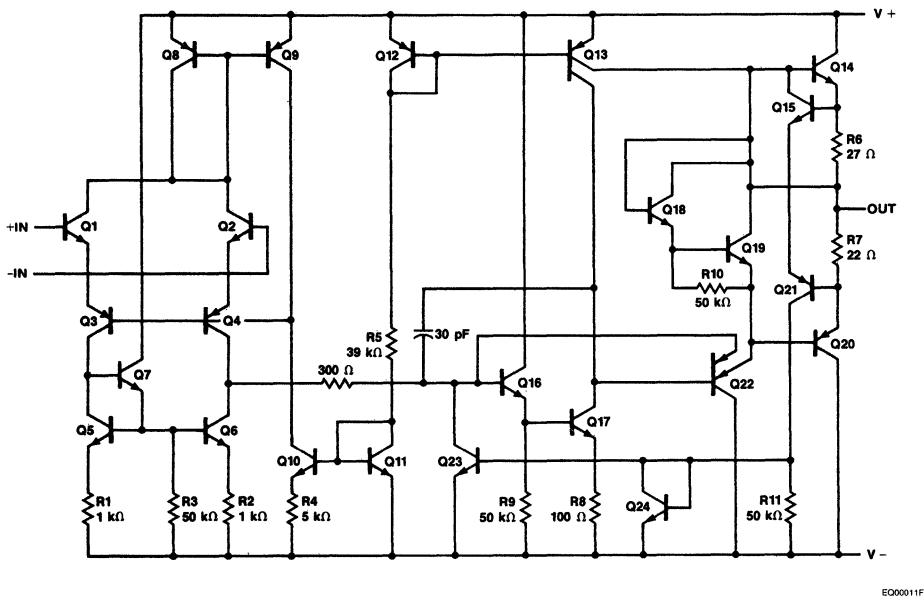 V +
Q8
Q9
Q12
Q13
Q14
Q15
R6
27 Ω
+IN
Q1
Q2
Q18
OUT
−IN
Q19
R7
22 Ω
R10
50 kΩ
Q21
Q3
Q4
R5
39 kΩ
30 pF
Q20
300 Ω
Q7
Q16
Q22
Q5
Q6
Q17
Q10
Q11
Q23
R1
1 kΩ
R3
50 kΩ
R2
1 kΩ
R4
5 kΩ
R9
50 kΩ
R8
100 Ω
Q24
R11
50 kΩ
V −
EQ00011F